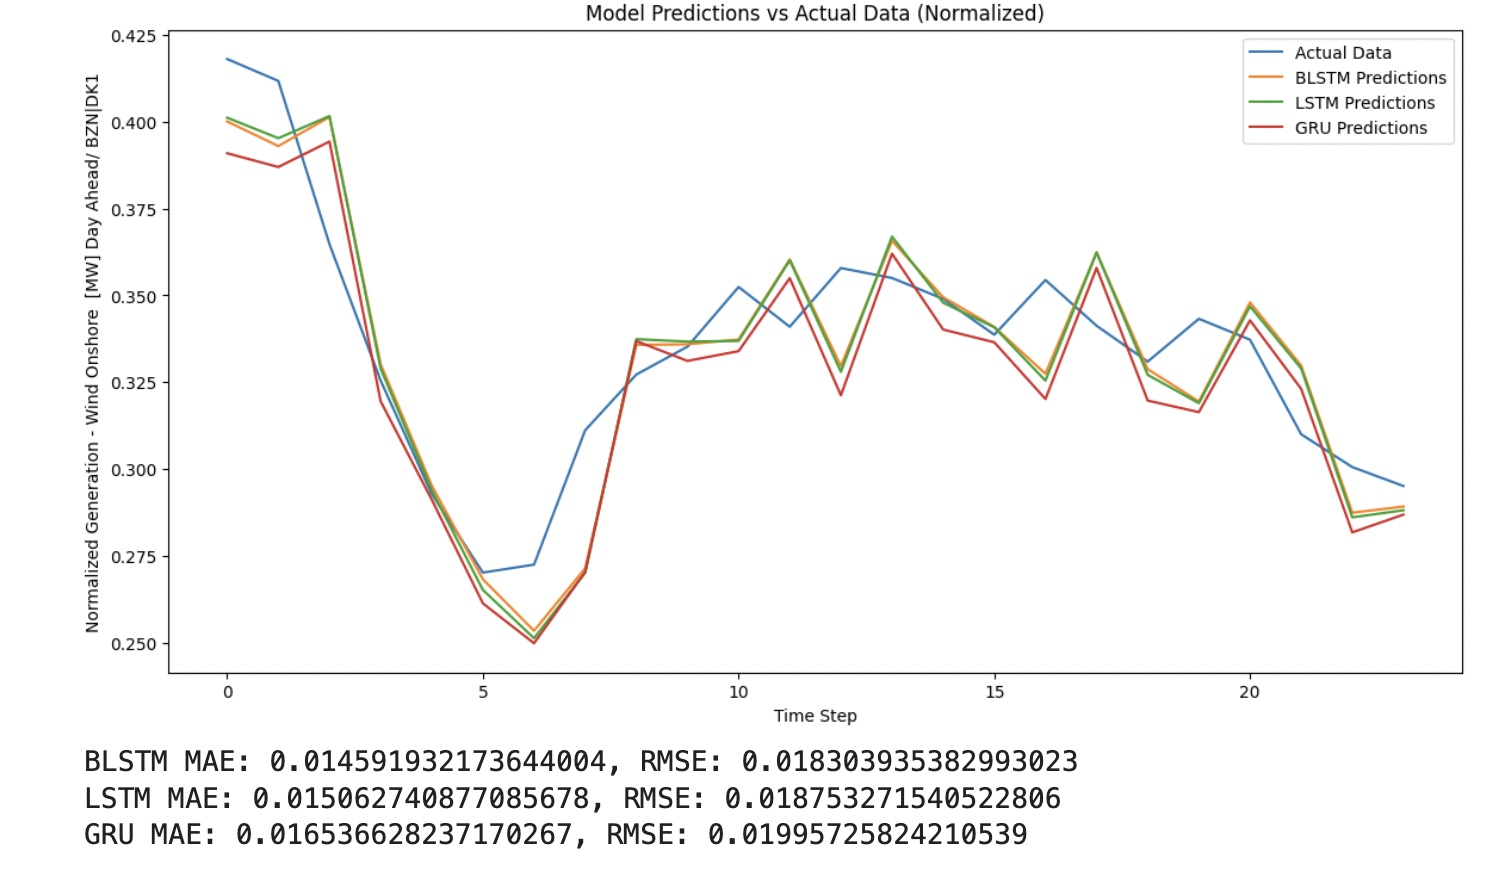 Model Predictions vs Actual Data (Normalized)
Normalized Generation - Wind Onshore  [MW] Day Ahead/ BZN|DK1
0.425
0.400
0.375
0.350
0.325
0.300
0.275
0.250
Actual Data
BLSTM Predictions
LSTM Predictions
GRU Predictions
0 5 10 15 20
Time Step
BLSTM MAE: 0.014591932173644004, RMSE: 0.018303935382993023
LSTM MAE: 0.015062740877085678, RMSE: 0.018753271540522806
GRU MAE: 0.016536628237170267, RMSE: 0.01995725824210539